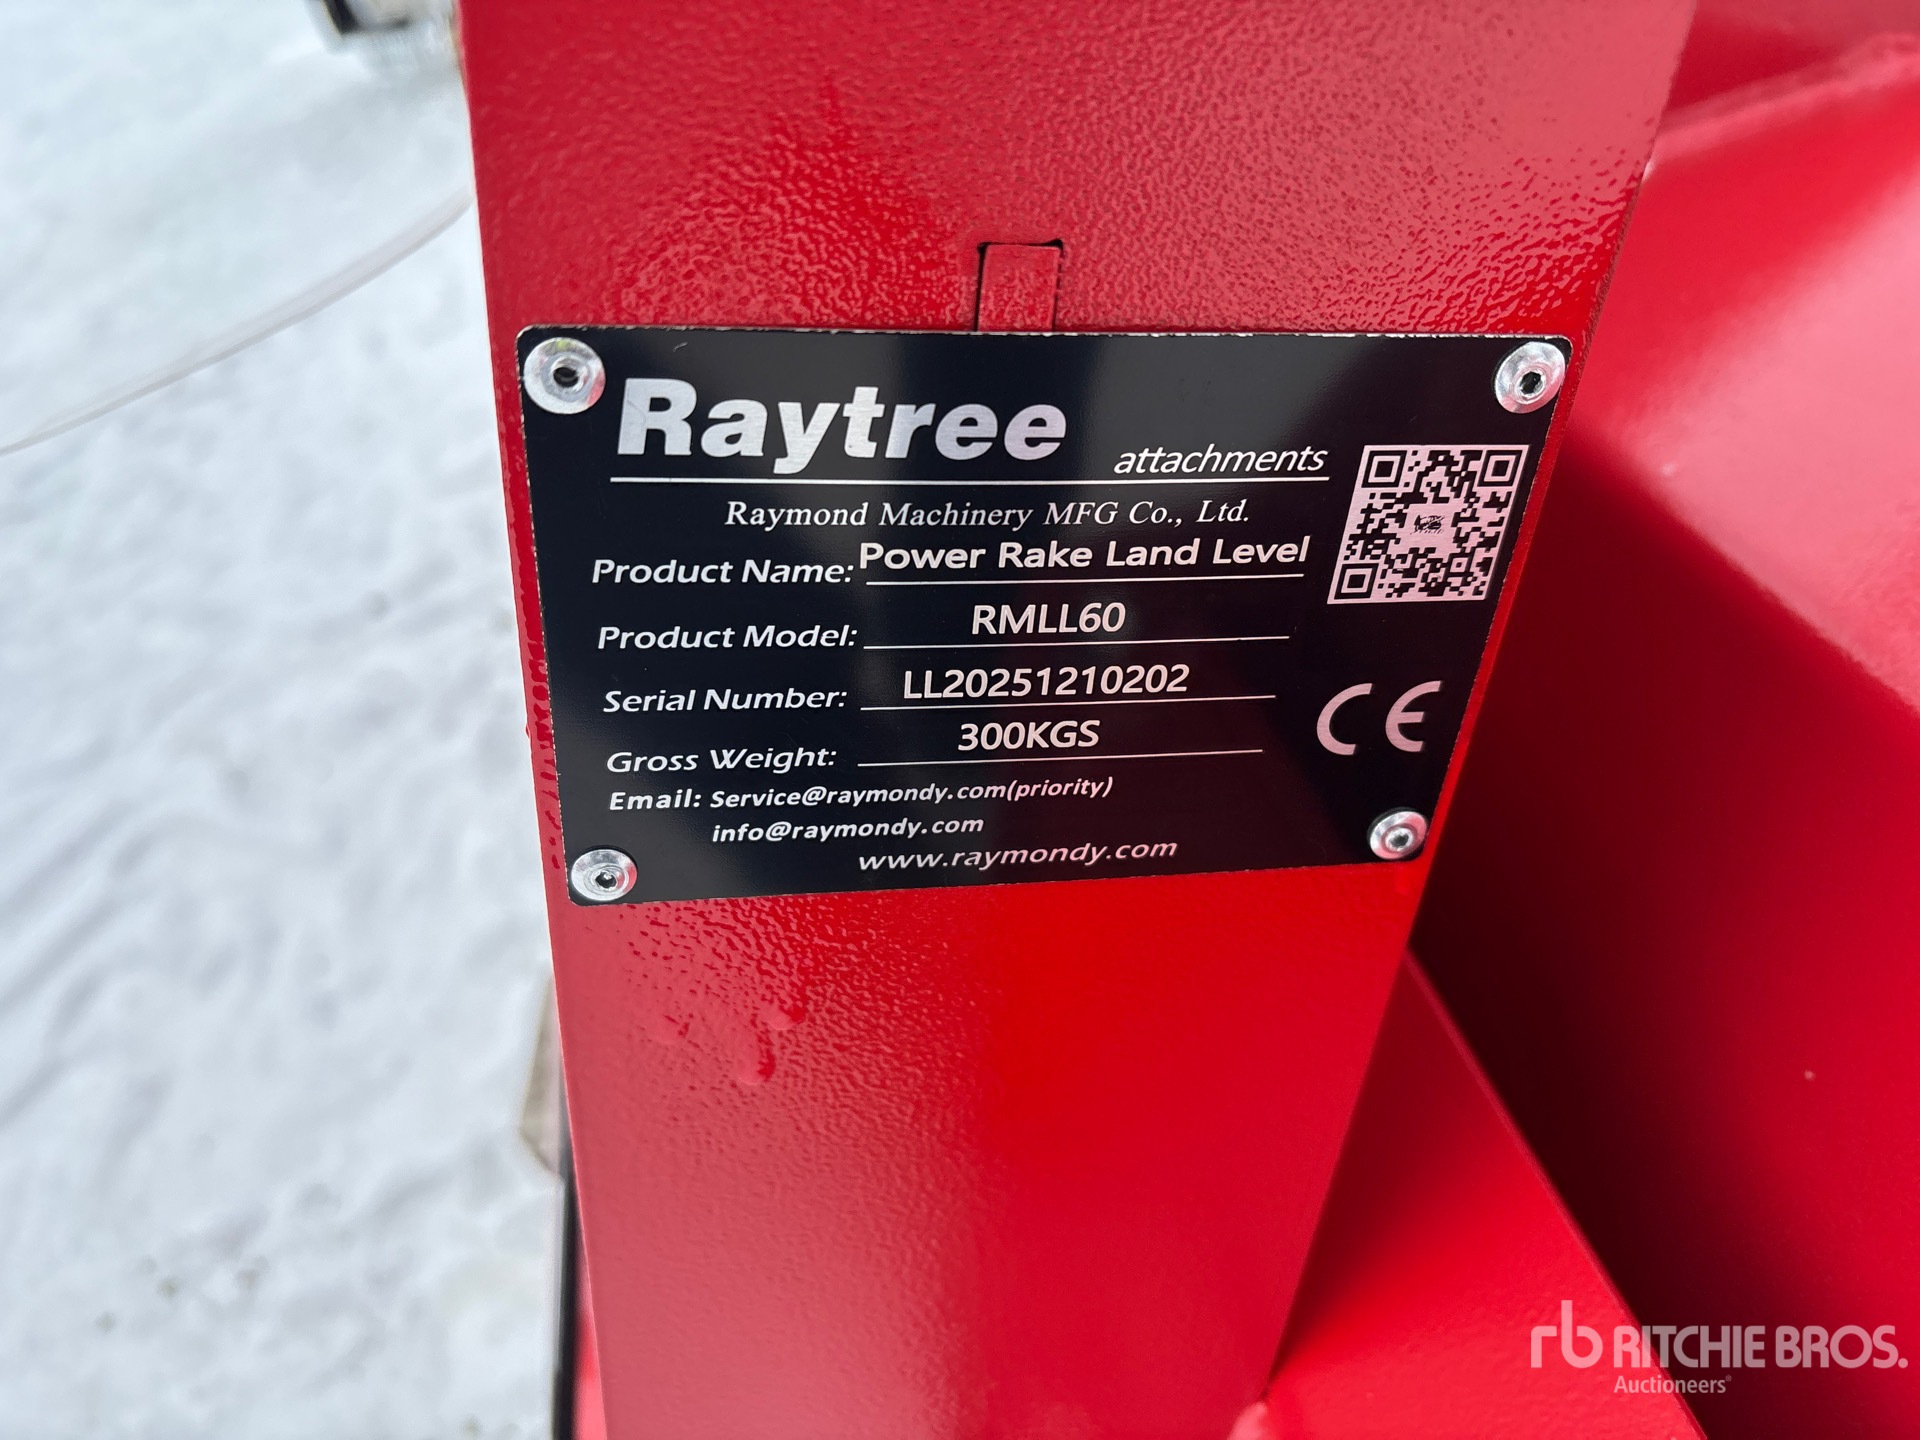 Raytree attachments
Raymond Machinery MFG Co., Ltd.
Product Name: Power Rake Land Level
Product Model: RMLL60
Serial Number: LL20251210202
Gross Weight: 300KGS
CE
Email: Service@raymondy.com(priority)
info@raymondy.com
www.raymondy.com
rb RITCHIE BROS.
Auctioneers®